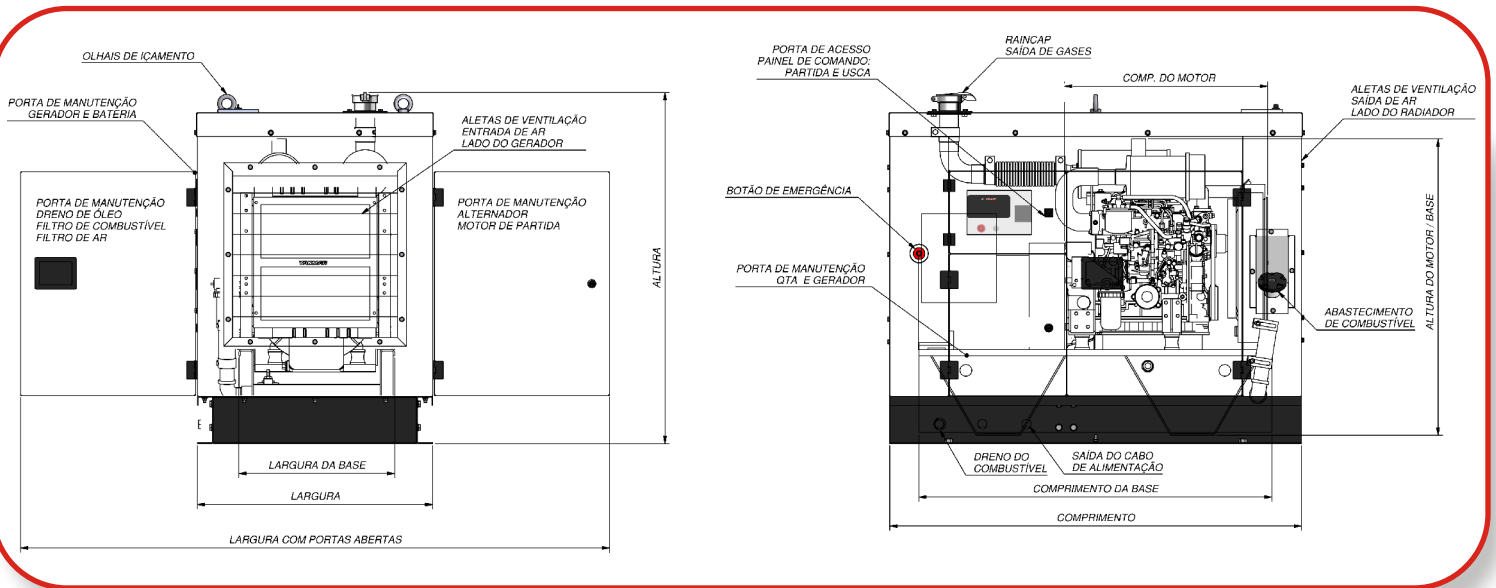 OLHAIS DE IÇAMENTO
PORTA DE MANUTENÇÃO
GERADOR E BATERIA
ALETAS DE VENTILAÇÃO
ENTRADA DE AR
LADO DO GERADOR
PORTA DE MANUTENÇÃO
DRENO DE ÓLEO
FILTRO DE COMBUSTÍVEL
FILTRO DE AR
PORTA DE MANUTENÇÃO
ALTERNADOR
MOTOR DE PARTIDA
YANMAR
ALTURA
E
LARGURA DA BASE
LARGURA
LARGURA COM PORTAS ABERTAS
RAINCAP
SAÍDA DE GASES
PORTA DE ACESSO
PAINEL DE COMANDO:
PARTIDA E USCA
COMP. DO MOTOR
ALETAS DE VENTILAÇÃO
SAÍDA DE AR
LADO DO RADIADOR
BOTÃO DE EMERGÊNCIA
PORTA DE MANUTENÇÃO
QTA E GERADOR
ALTURA DO MOTOR / BASE
ABASTECIMENTO
DE COMBUSTÍVEL
DRENO DO
COMBUSTÍVEL
SAÍDA DO CABO
DE ALIMENTAÇÃO
COMPRIMENTO DA BASE
COMPRIMENTO